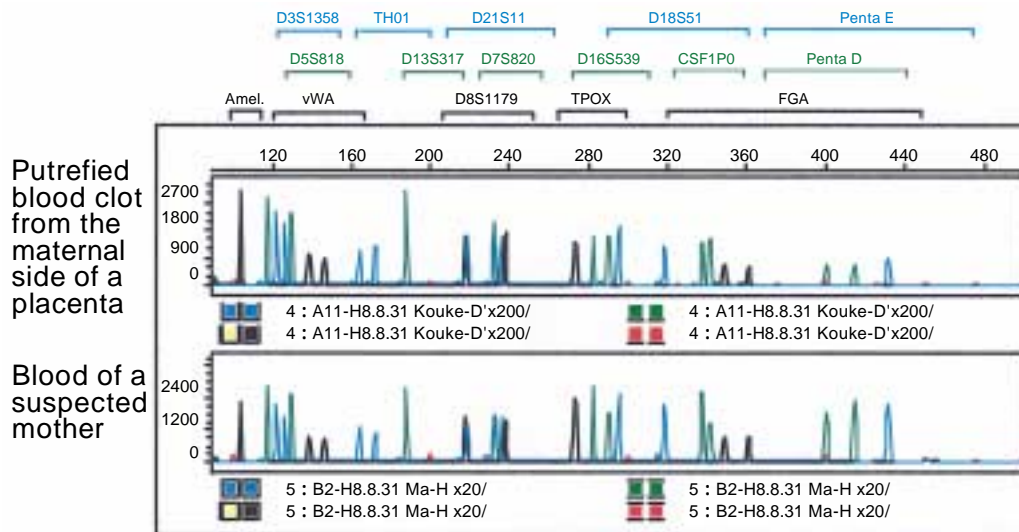 D3S1358 TH01 D21S11 D18S51 Penta E
D5S818 D13S317 D7S820 D16S539 CSF1P0 Penta D
Amel. vWA D8S1179 TPOX FGA
120 160 200 240 280 320 360 400 440 480
Putrefied
blood clot
from the
maternal
side of a
placenta
2700
1800
900
0
4 : A11-H8.8.31 Kouke-D'x200/ 4 : A11-H8.8.31 Kouke-D'x200/
4 : A11-H8.8.31 Kouke-D'x200/ 4 : A11-H8.8.31 Kouke-D'x200/
Blood of a
suspected
mother
2400
1200
0
5 : B2-H8.8.31 Ma-H x20/ 5 : B2-H8.8.31 Ma-H x20/
5 : B2-H8.8.31 Ma-H x20/ 5 : B2-H8.8.31 Ma-H x20/